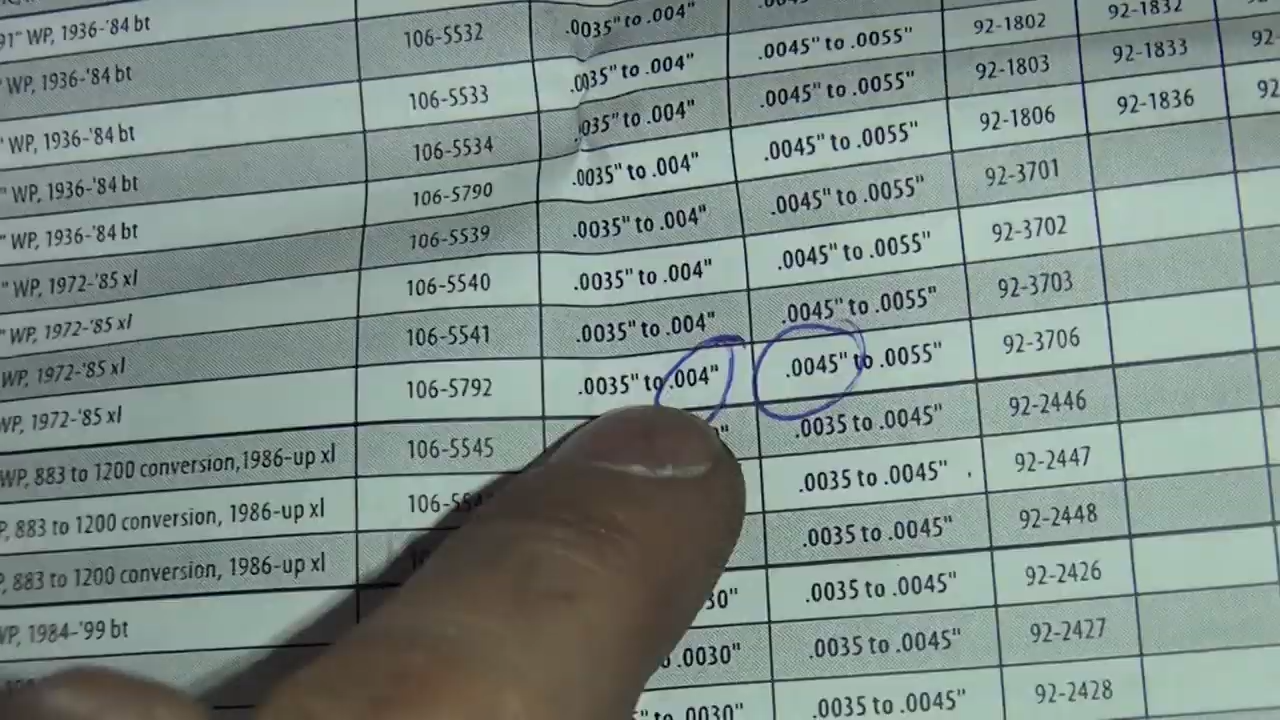 91" WP, 1936-'84 bt 106-5532 .0035" to .004" 92-1802 92-1832
" WP, 1936-'84 bt 106-5533 .0035" to .004" .0045" to .0055" 92-1803 92-1833 92-
" WP, 1936-'84 bt 106-5534 .0035" to .004" .0045" to .0055" 92-1806 92-1836 92
" WP, 1936-'84 bt 106-5790 .0035" to .004" .0045" to .0055" 92-3701
" WP, 1936-'84 bt 106-5539 .0035" to .004" .0045" to .0055" 92-3702
" WP, 1972-'85 xl 106-5540 .0035" to .004" .0045" to .0055" 92-3703
" WP, 1972-'85 xl 106-5541 .0035" to .004" .0045" to .0055" 92-3706
WP, 1972-'85 xl 106-5792 .0035" to .004" .0045" to .0055" 92-2446
WP, 1972-'85 xl 106-5545 .0035 to .0045" 92-2447
WP, 883 to 1200 conversion,1986-up xl .0035 to .0045" 92-2448
P, 883 to 1200 conversion, 1986-up xl .0035 to .0045" 92-2426
P, 883 to 1200 conversion, 1986-up xl 30" .0035 to .0045" 92-2427
WP, 1984-'99 bt .0030" .0035 to .0045" 92-2428
" to .0030" .0035 to .0045"